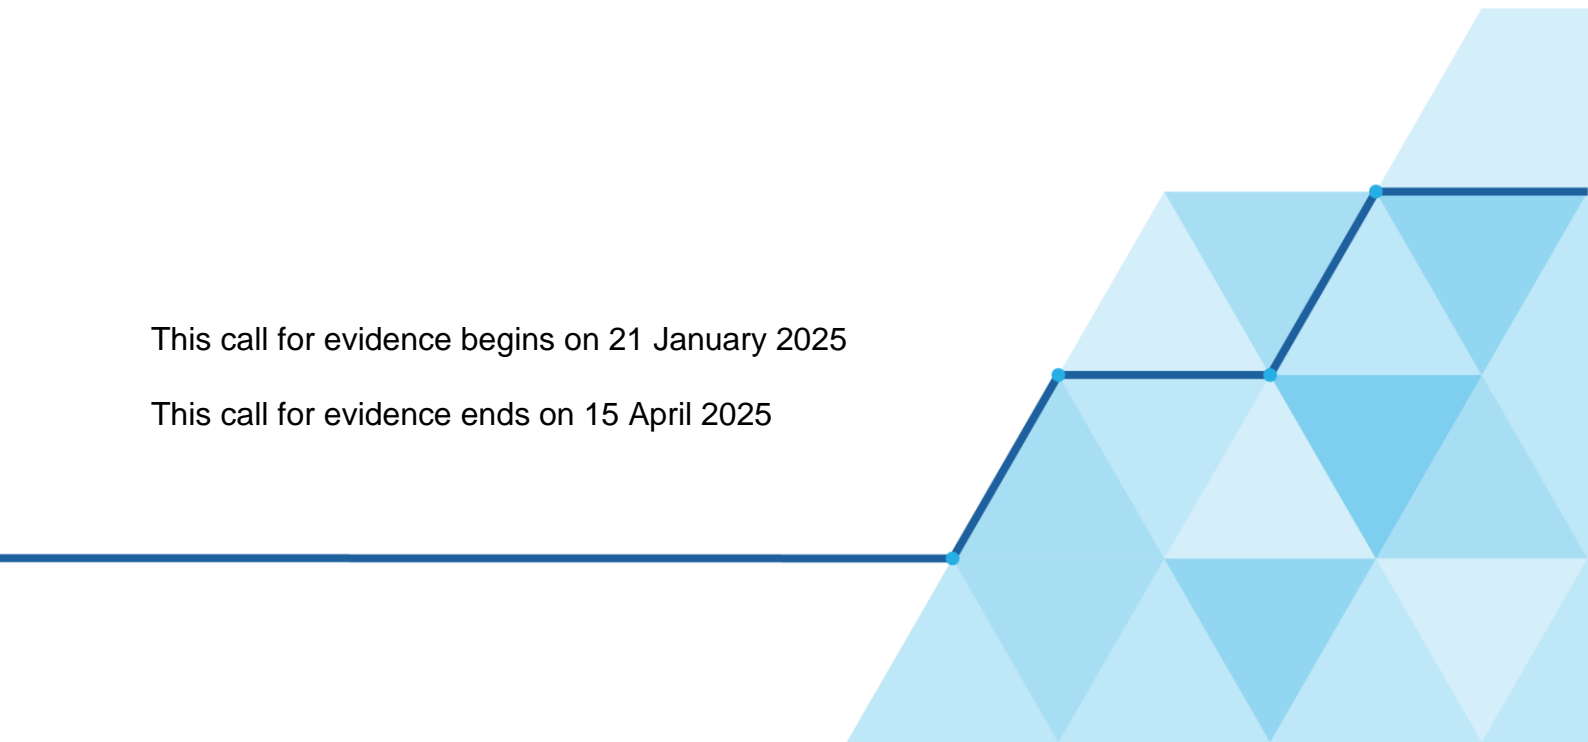 This call for evidence begins on 21 January 2025
This call for evidence ends on 15 April 2025